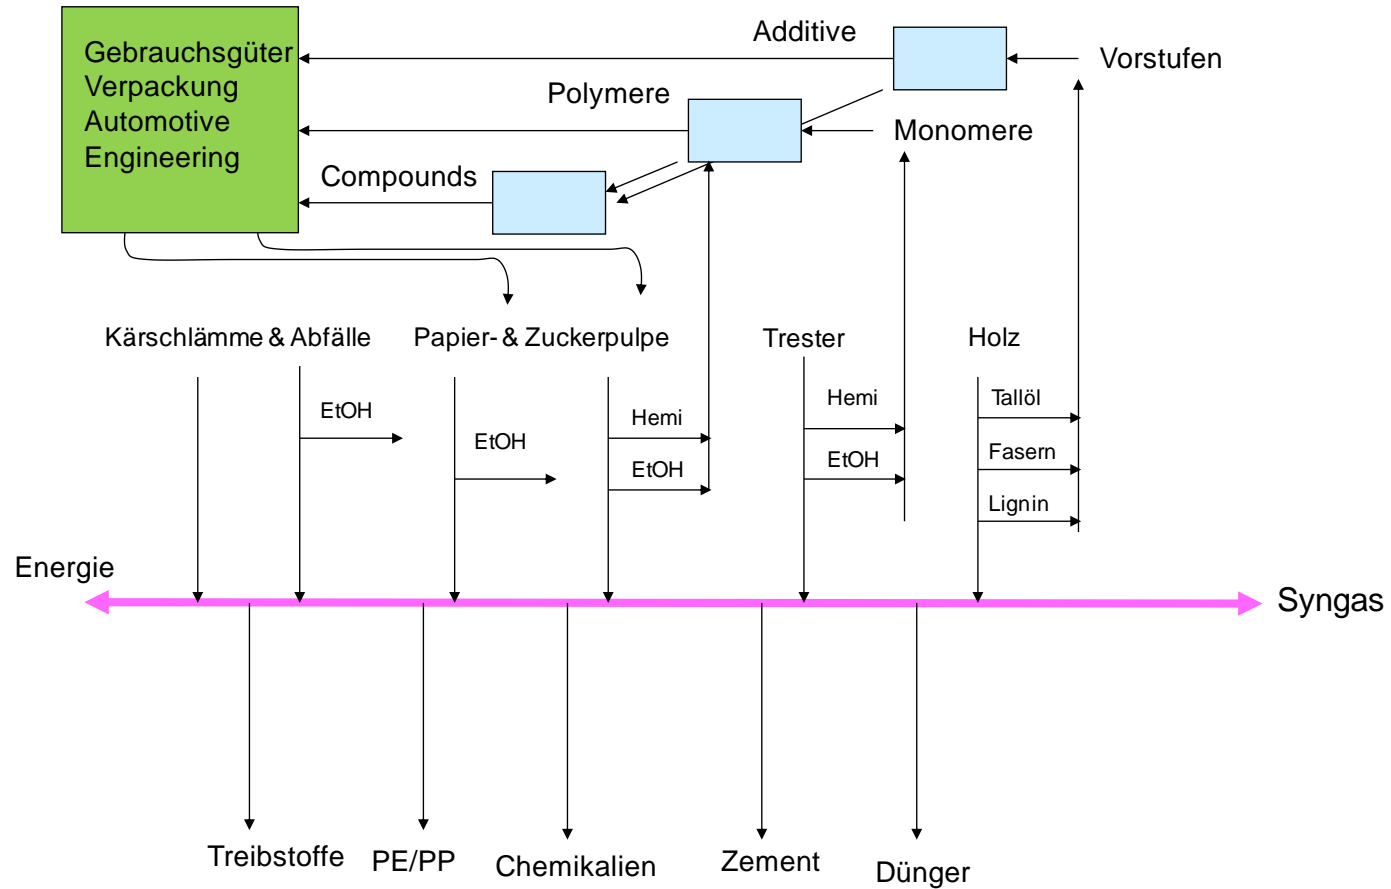 Additive
Vorstufen
Gebrauchsgüter
Verpackung
Automotive
Engineering
Polymere
Monomere
Compounds
Kärschlämme & Abfälle
Papier- & Zuckerpulpe
Trester
Holz
EtOH
EtOH
Hemi
EtOH
Hemi
EtOH
Tallöl
Fasern
Lignin
Energie
Syngas
Treibstoffe
PE/PP
Chemikalien
Zement
Dünger